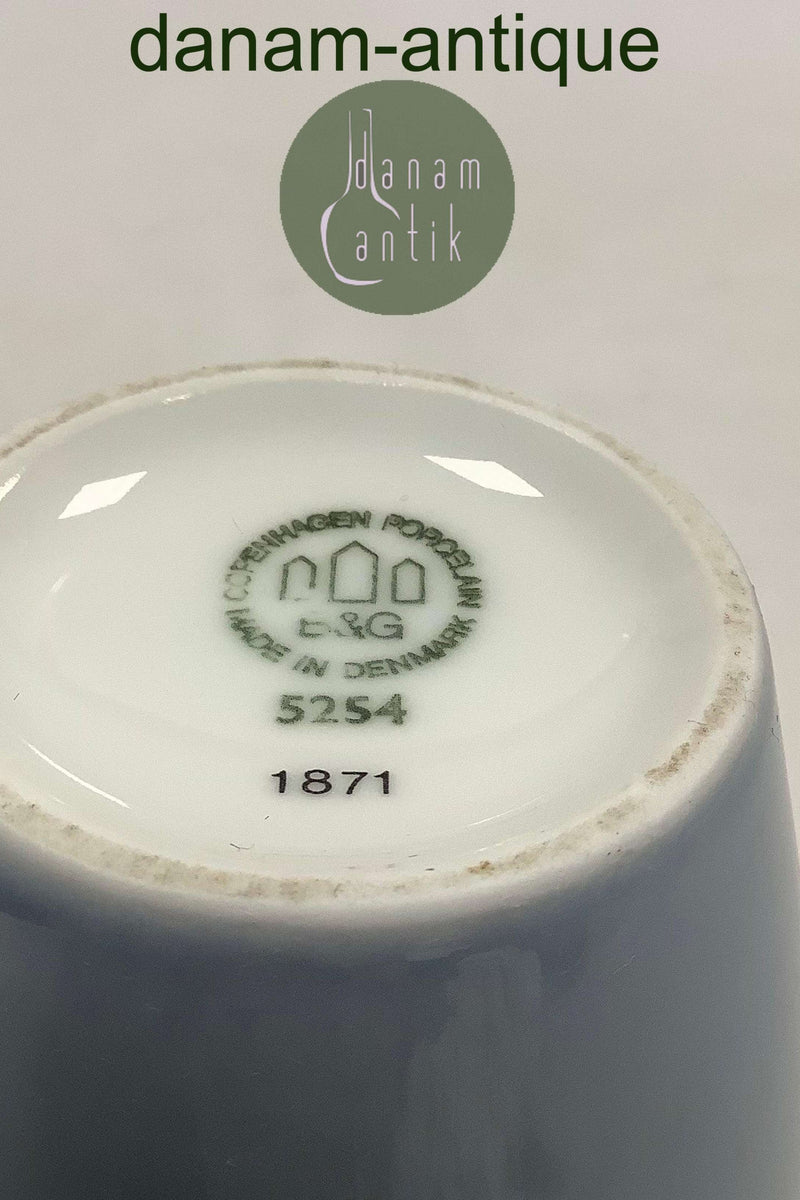 danam-antique
danam
antik
COPENHAGEN PORCELAIN
B&G
MADE IN DENMARK
5254
1871